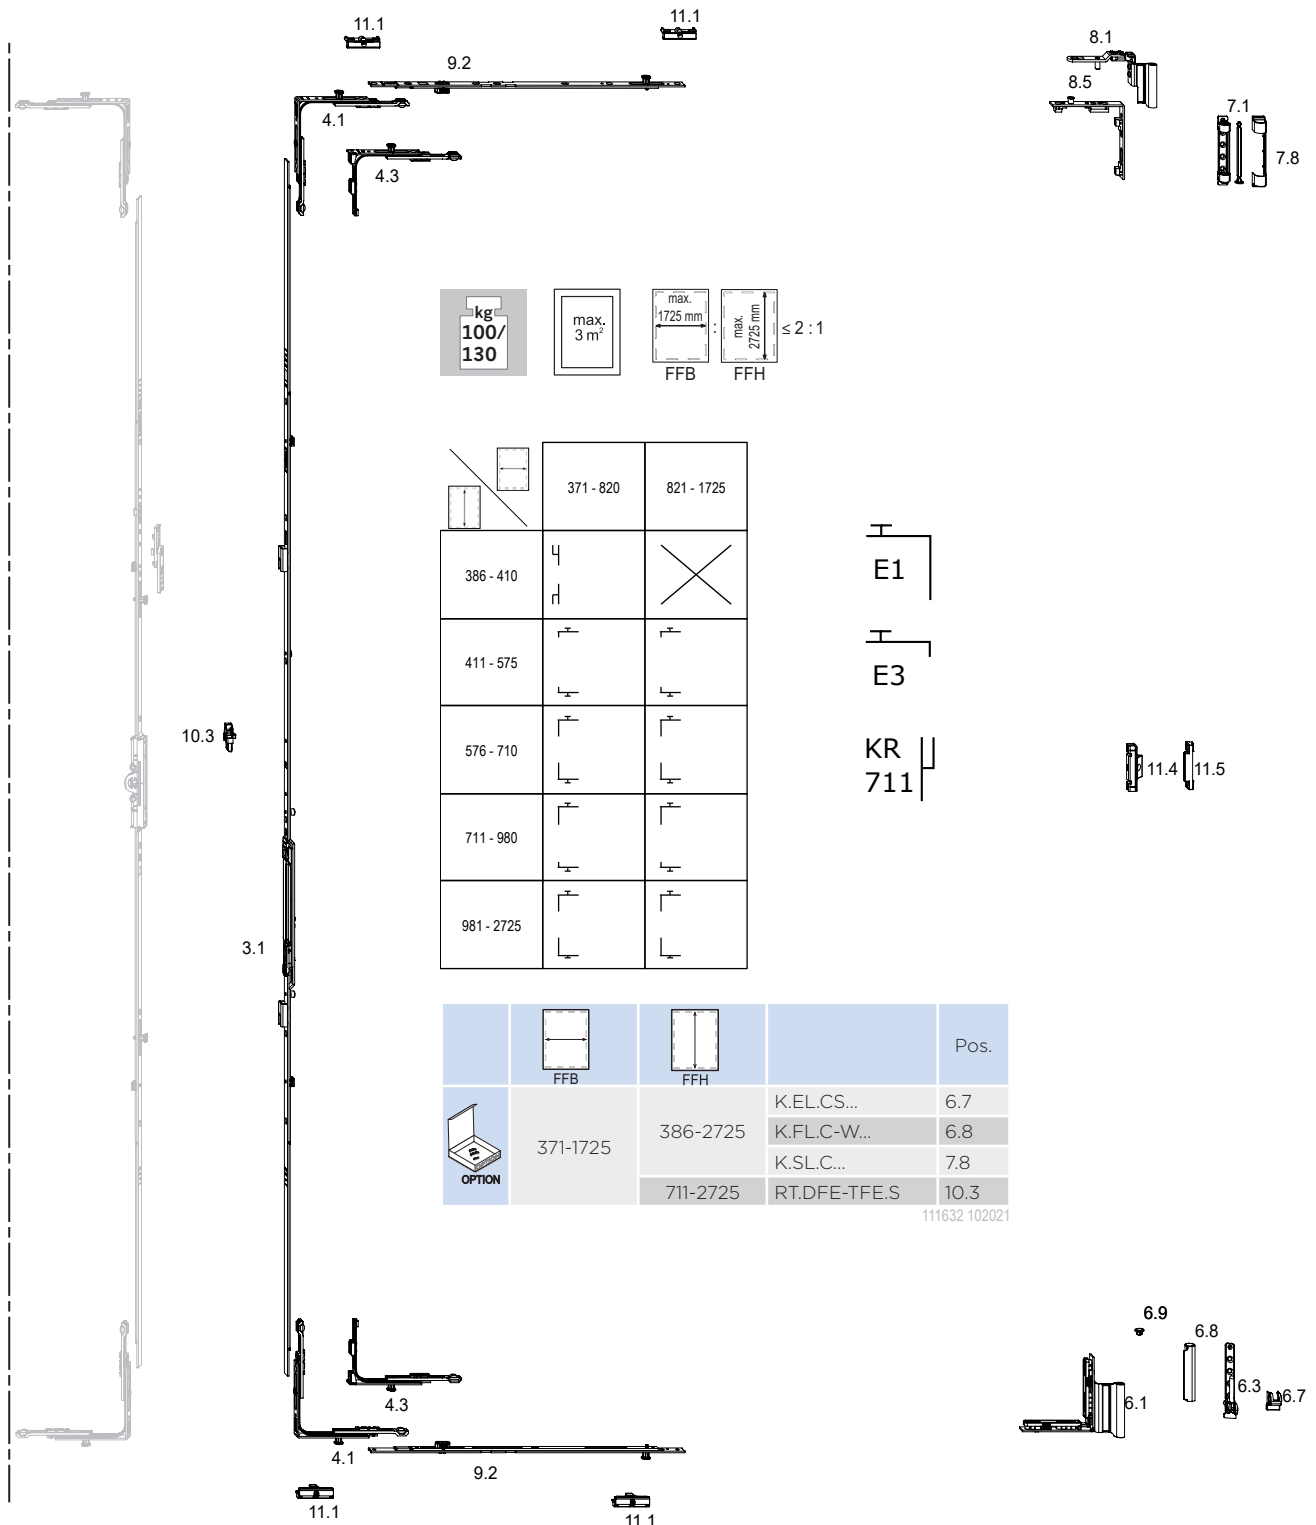 11.1
11.1
9.2
8.1
8.5
4.1
7.1
4.3
7.8
kg
100/
130
max.
3 m²
max.
1725 mm
:
max.
2725 mm
≤ 2 : 1
FFB
FFH
371 - 820
821 - 1725
386 - 410
E1
411 - 575
E3
576 - 710
10.3
KR
711
11.4
11.5
711 - 980
981 - 2725
3.1
FFB
FFH
Pos.
OPTION
371-1725
386-2725
K.EL.CS...
6.7
K.FL.C-W...
6.8
K.SL.C...
7.8
711-2725
RT.DFE-TFE.S
10.3
111632 102021
6.9
6.8
6.3
6.7
6.1
4.3
4.1
9.2
11.1
11.1